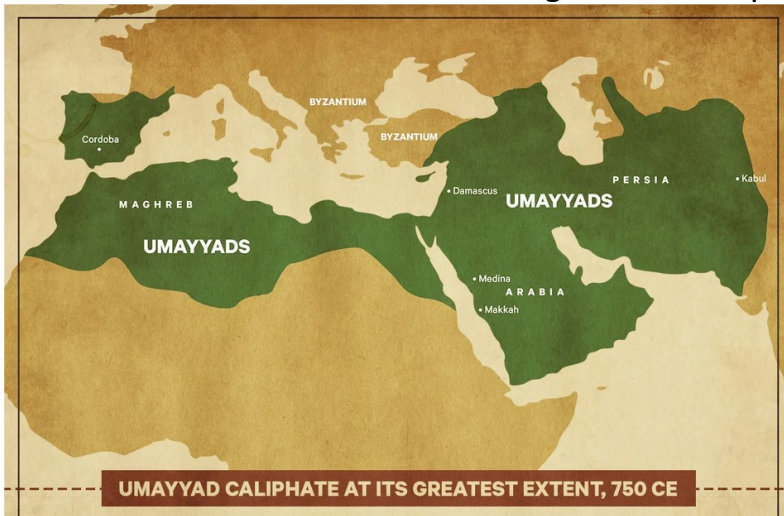 BYZANTIUM
BYZANTIUM
Cordoba
PERSIA
Kabul
Damascus
UMAYYADS
MAGHREB
UMAYYADS
Medina
ARABIA
Makkah
UMAYYAD CALIPHATE AT ITS GREATEST EXTENT, 750 CE